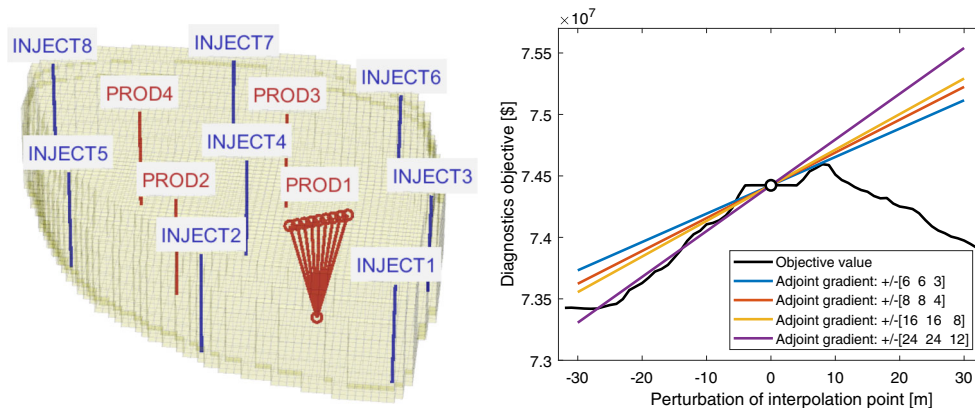 INJECT8
INJECT7
INJECT6
PROD4
PROD3
INJECT5
INJECT4
PROD2
PROD1
INJECT3
INJECT2
INJECT1
×10⁷
7.55
7.5
7.45
7.4
7.35
7.3
Diagnostics objective [$]
Objective value
Adjoint gradient: +/-[6 6 3]
Adjoint gradient: +/-[8 8 4]
Adjoint gradient: +/-[16 16 8]
Adjoint gradient: +/-[24 24 12]
-30 -20 -10 0 10 20 30
Perturbation of interpolation point [m]